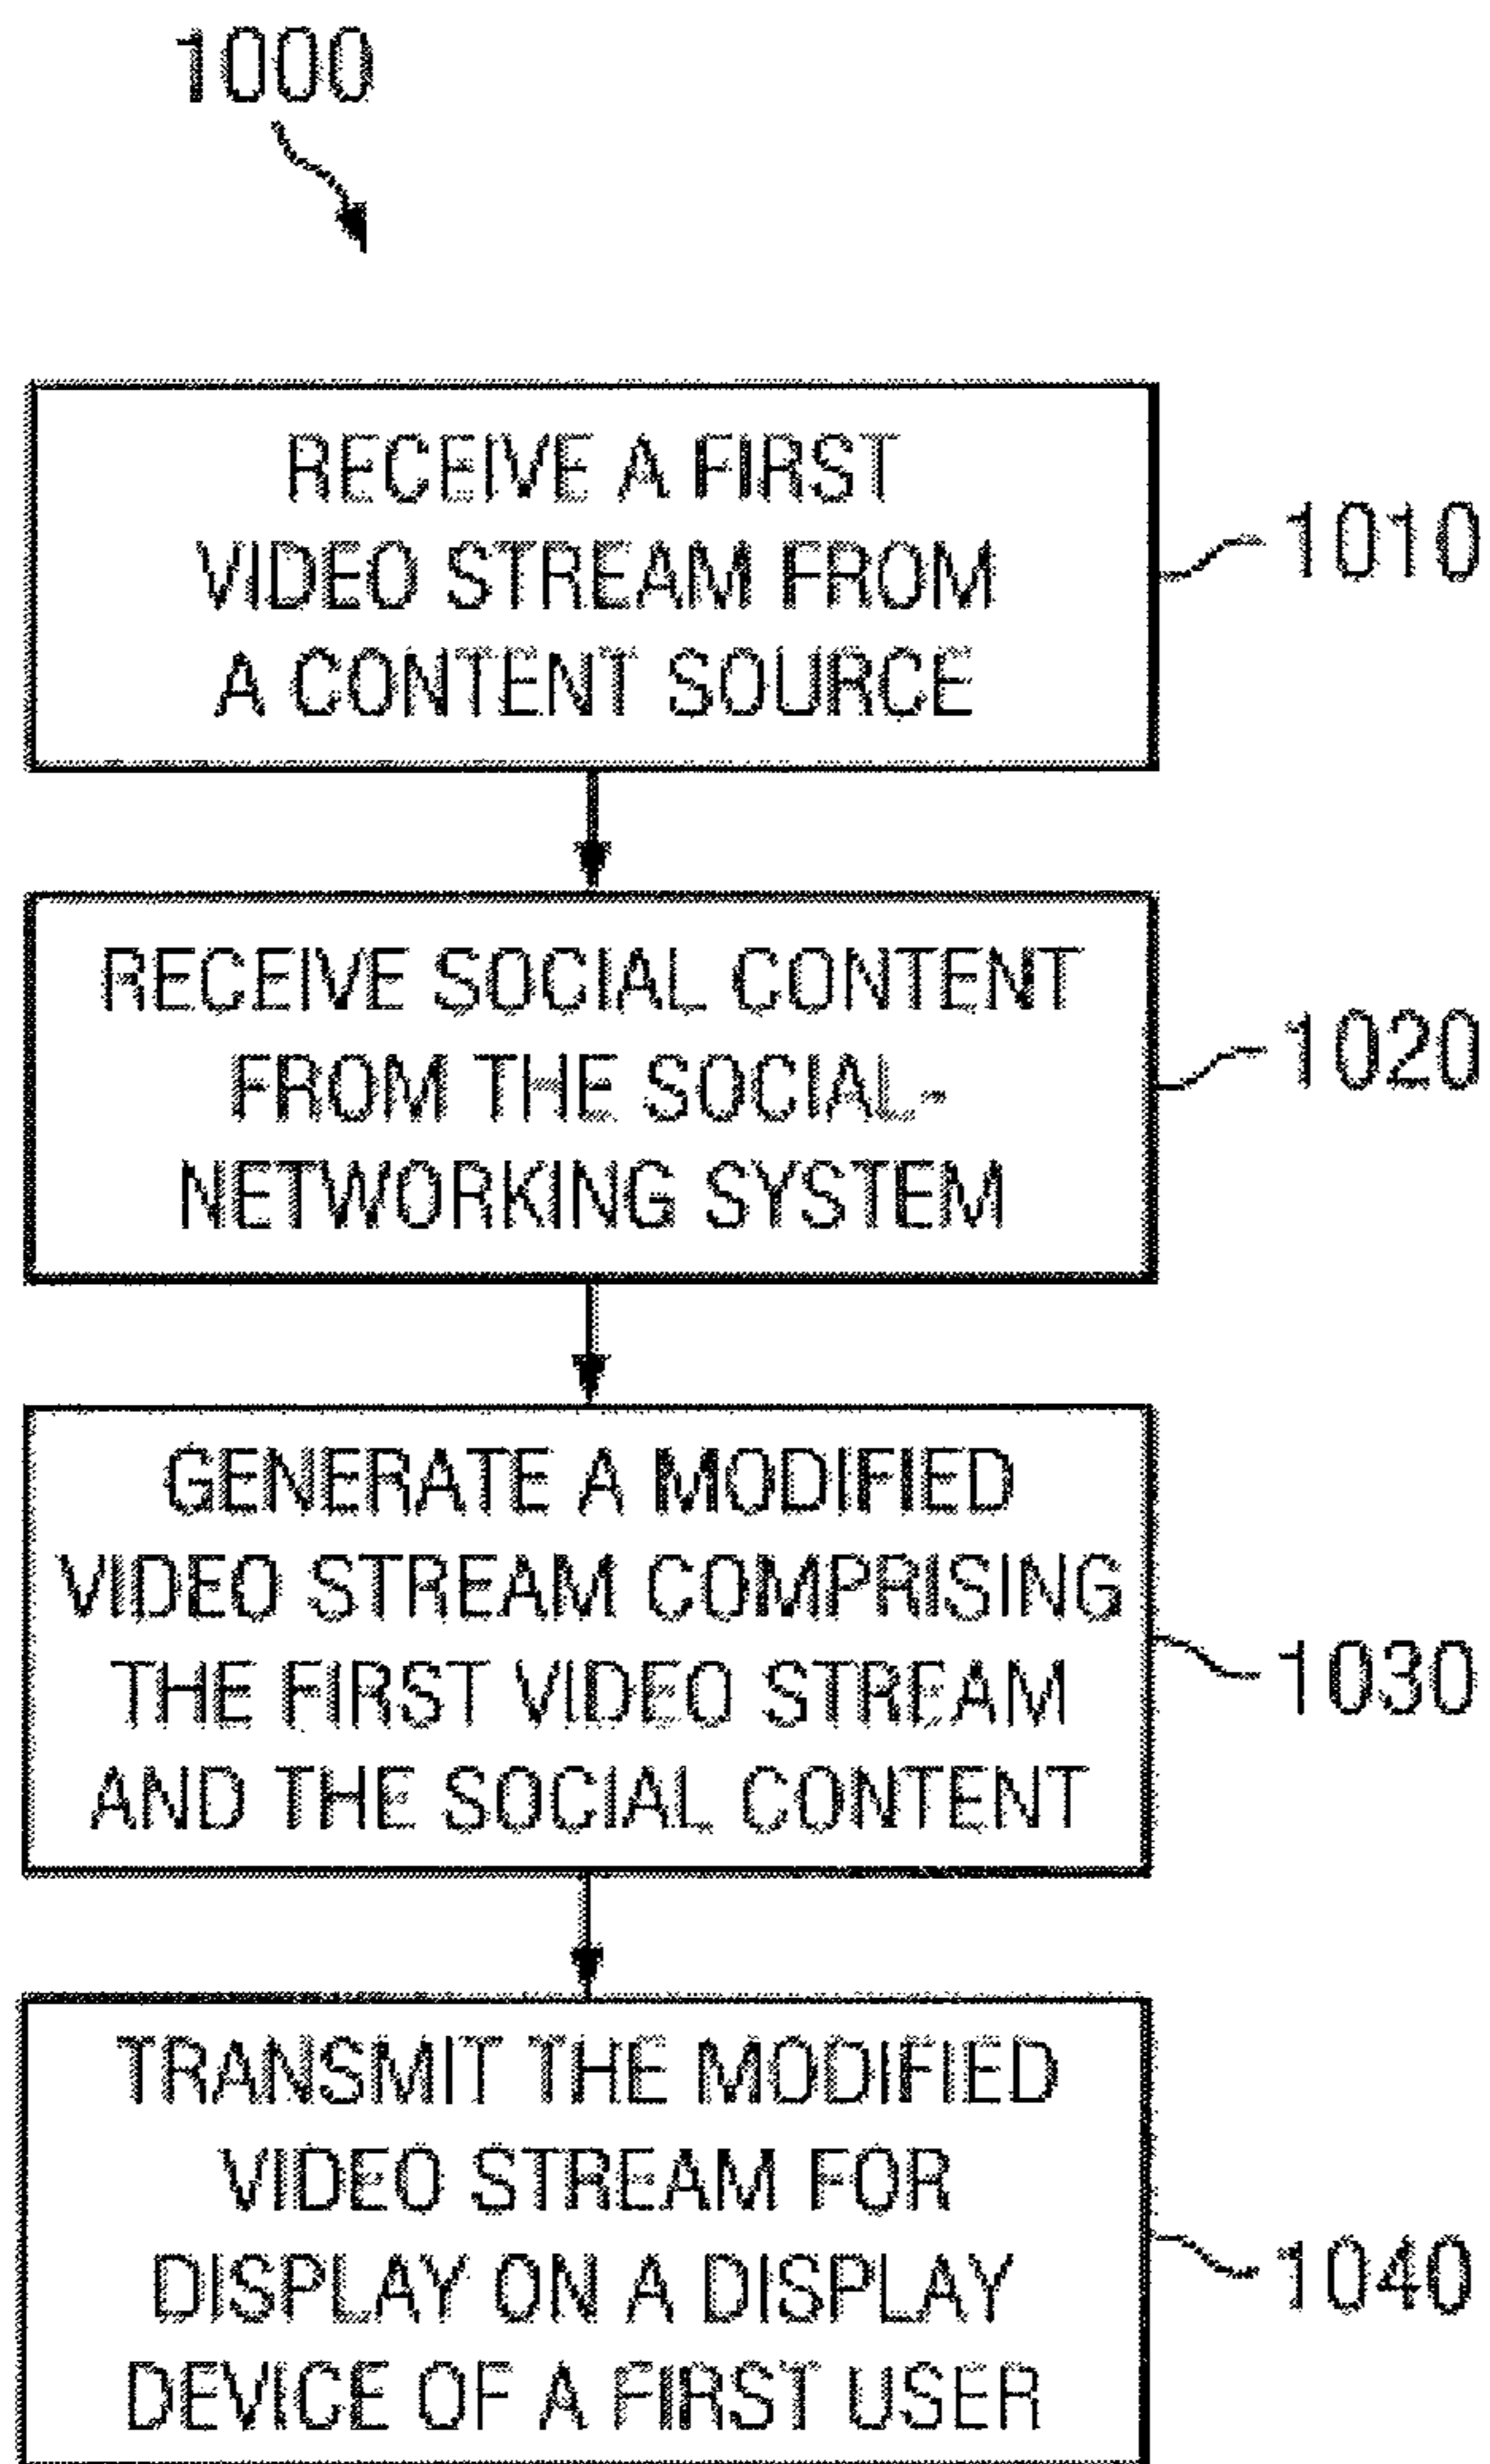 1000
RECEIVE A FIRST
VIDEO STREAM FROM
A CONTENT SOURCE
1010
RECEIVE SOCIAL CONTENT
FROM THE SOCIAL-
NETWORKING SYSTEM
1020
GENERATE A MODIFIED
VIDEO STREAM COMPRISING
THE FIRST VIDEO STREAM
AND THE SOCIAL CONTENT
1030
TRANSMIT THE MODIFIED
VIDEO STREAM FOR
DISPLAY ON A DISPLAY
DEVICE OF A FIRST USER
1040